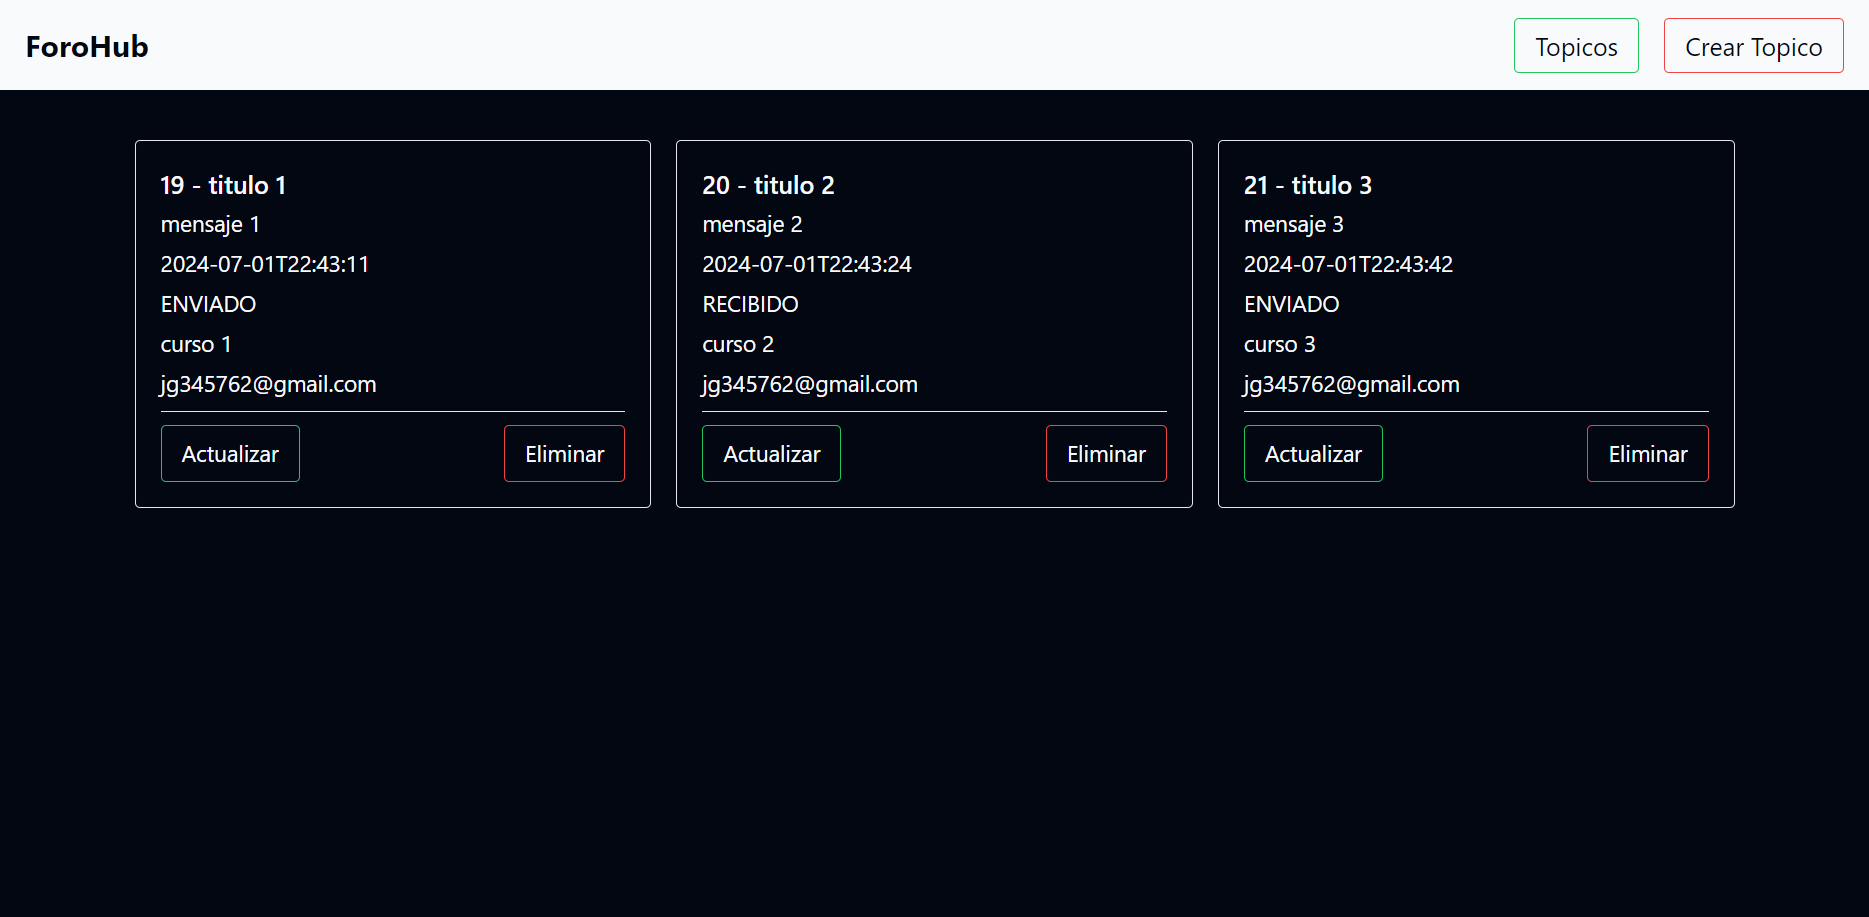 ForoHub
Topicos
Crear Topico
19 - titulo 1
mensaje 1
2024-07-01T22:43:11
ENVIADO
curso 1
jg345762@gmail.com
Actualizar
Eliminar
20 - titulo 2
mensaje 2
2024-07-01T22:43:24
RECIBIDO
curso 2
jg345762@gmail.com
Actualizar
Eliminar
21 - titulo 3
mensaje 3
2024-07-01T22:43:42
ENVIADO
curso 3
jg345762@gmail.com
Actualizar
Eliminar